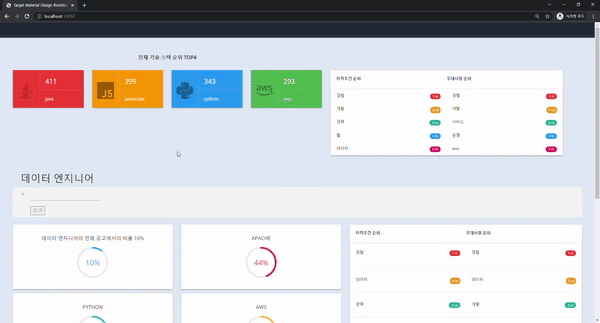 Target Material Design Bootstr
localhost
시크릿 모드
전체 기술 스택 순위 TOP4
411
java
399
javascript
343
python
293
aws
자격조건 순위
우대사항 순위
경험
경험
개발
개발
경력
서비스
웹
운영
데이터
aws
데이터 엔지니어
검색
데이터 엔지니어의 전체 공고에서의 비율 10%
10%
APACHE
44%
자격조건 순위
우대사항 순위
경험
경험
데이터
데이터
경력
개발
PYTHON
AWS